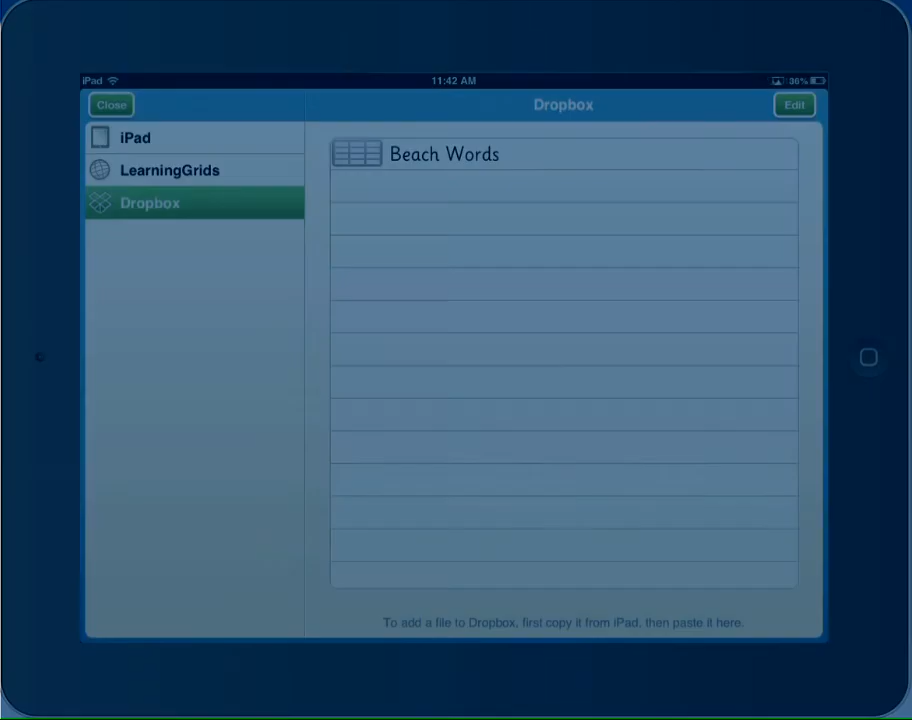 iPad 11:42 AM 36%
Close Dropbox Edit
iPad
LearningGrids
Dropbox
Beach Words
To add a file to Dropbox, first copy it from iPad, then paste it here.